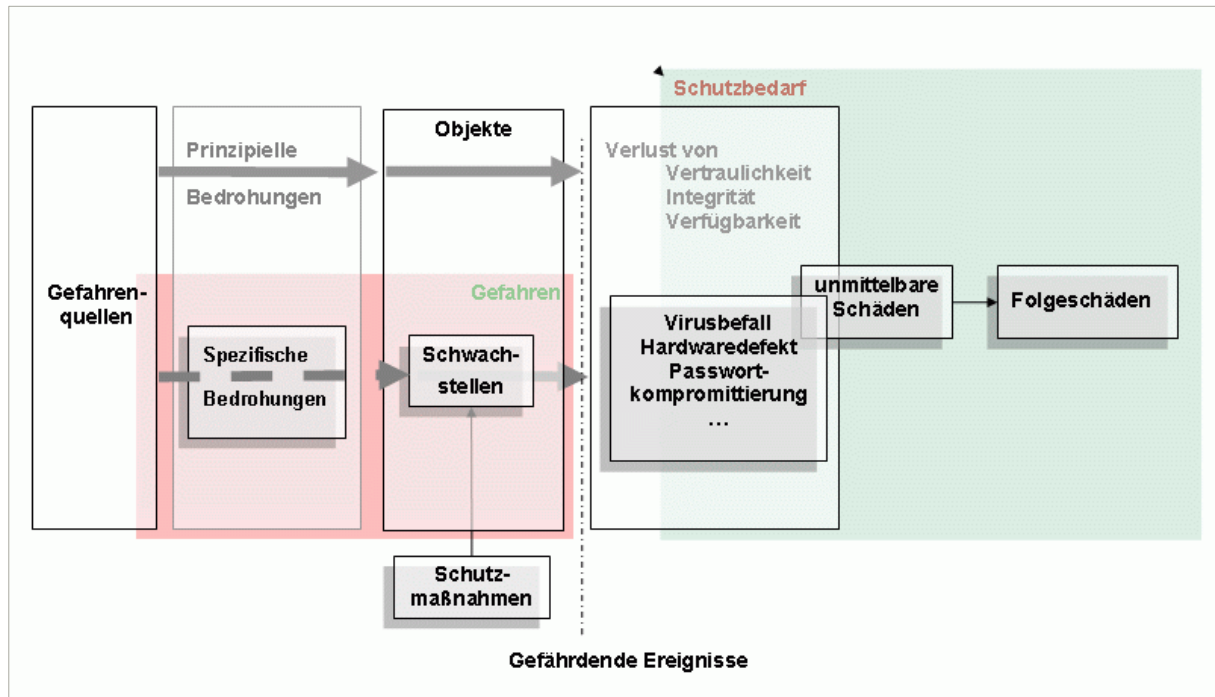 Schutzbedarf
Gefahren-
quellen
Prinzipielle
Bedrohungen
Spezifische
Bedrohungen
Objekte
Gefahren
Schwach-
stellen
Schutz-
maßnahmen
Verlust von
Vertraulichkeit
Integrität
Verfügbarkeit
Virusbefall
Hardwaredefekt
Passwort-
kompromittierung
...
unmittelbare
Schäden
Folgeschäden
Gefährdende Ereignisse